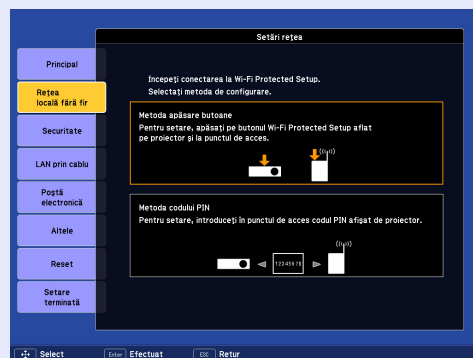 Setări rețea
Principal
Rețea
locală fără fir
Securitate
LAN prin cablu
Poștă
electronică
Altele
Reset
Setare
terminată
Începeți conectarea la Wi-Fi Protected Setup.
Selectați metoda de configurare.
Metoda apăsare butoane
Pentru setare, apăsați pe butonul Wi-Fi Protected Setup aflat
pe proiector și la punctul de acces.
Metoda codului PIN
Pentru setare, introduceți în punctul de acces codul PIN afișat de proiector.
12345678
Select Enter Efectuat ESC Retur